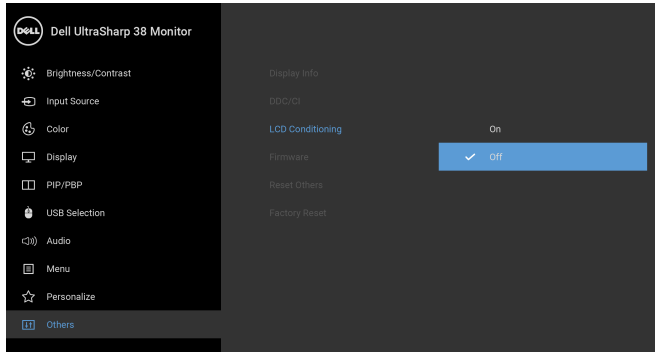 DELL Dell UltraSharp 38 Monitor
Brightness/Contrast
Input Source
Color
Display
PIP/PBP
USB Selection
Audio
Menu
Personalize
Others
Display Info
DDC/CI
LCD Conditioning
Firmware
Reset Others
Factory Reset
On
Off